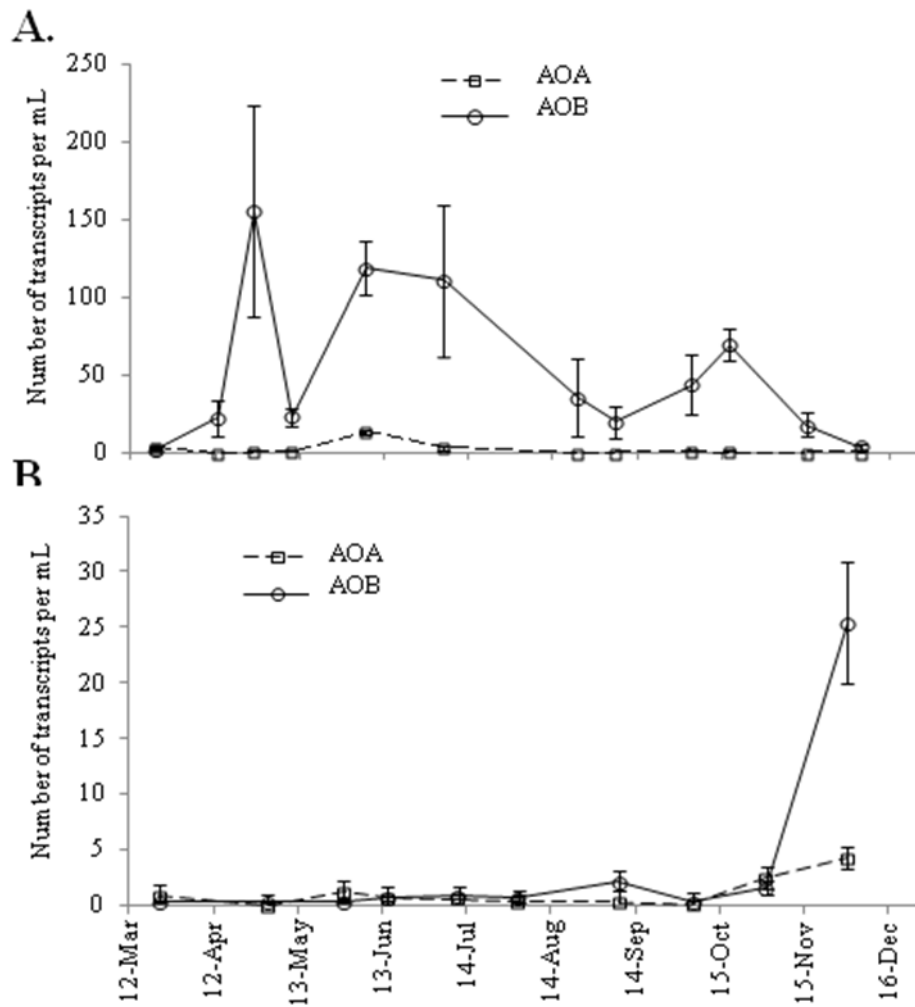 A.
Number of transcripts per mL
250
200
150
100
50
0
AOA
AOB
B
Number of transcripts per mL
35
30
25
20
15
10
5
0
AOA
AOB
12-Mar
12-Apr
13-May
13-Jun
14-Jul
14-Aug
14-Sep
15-Oct
15-Nov
16-Dec